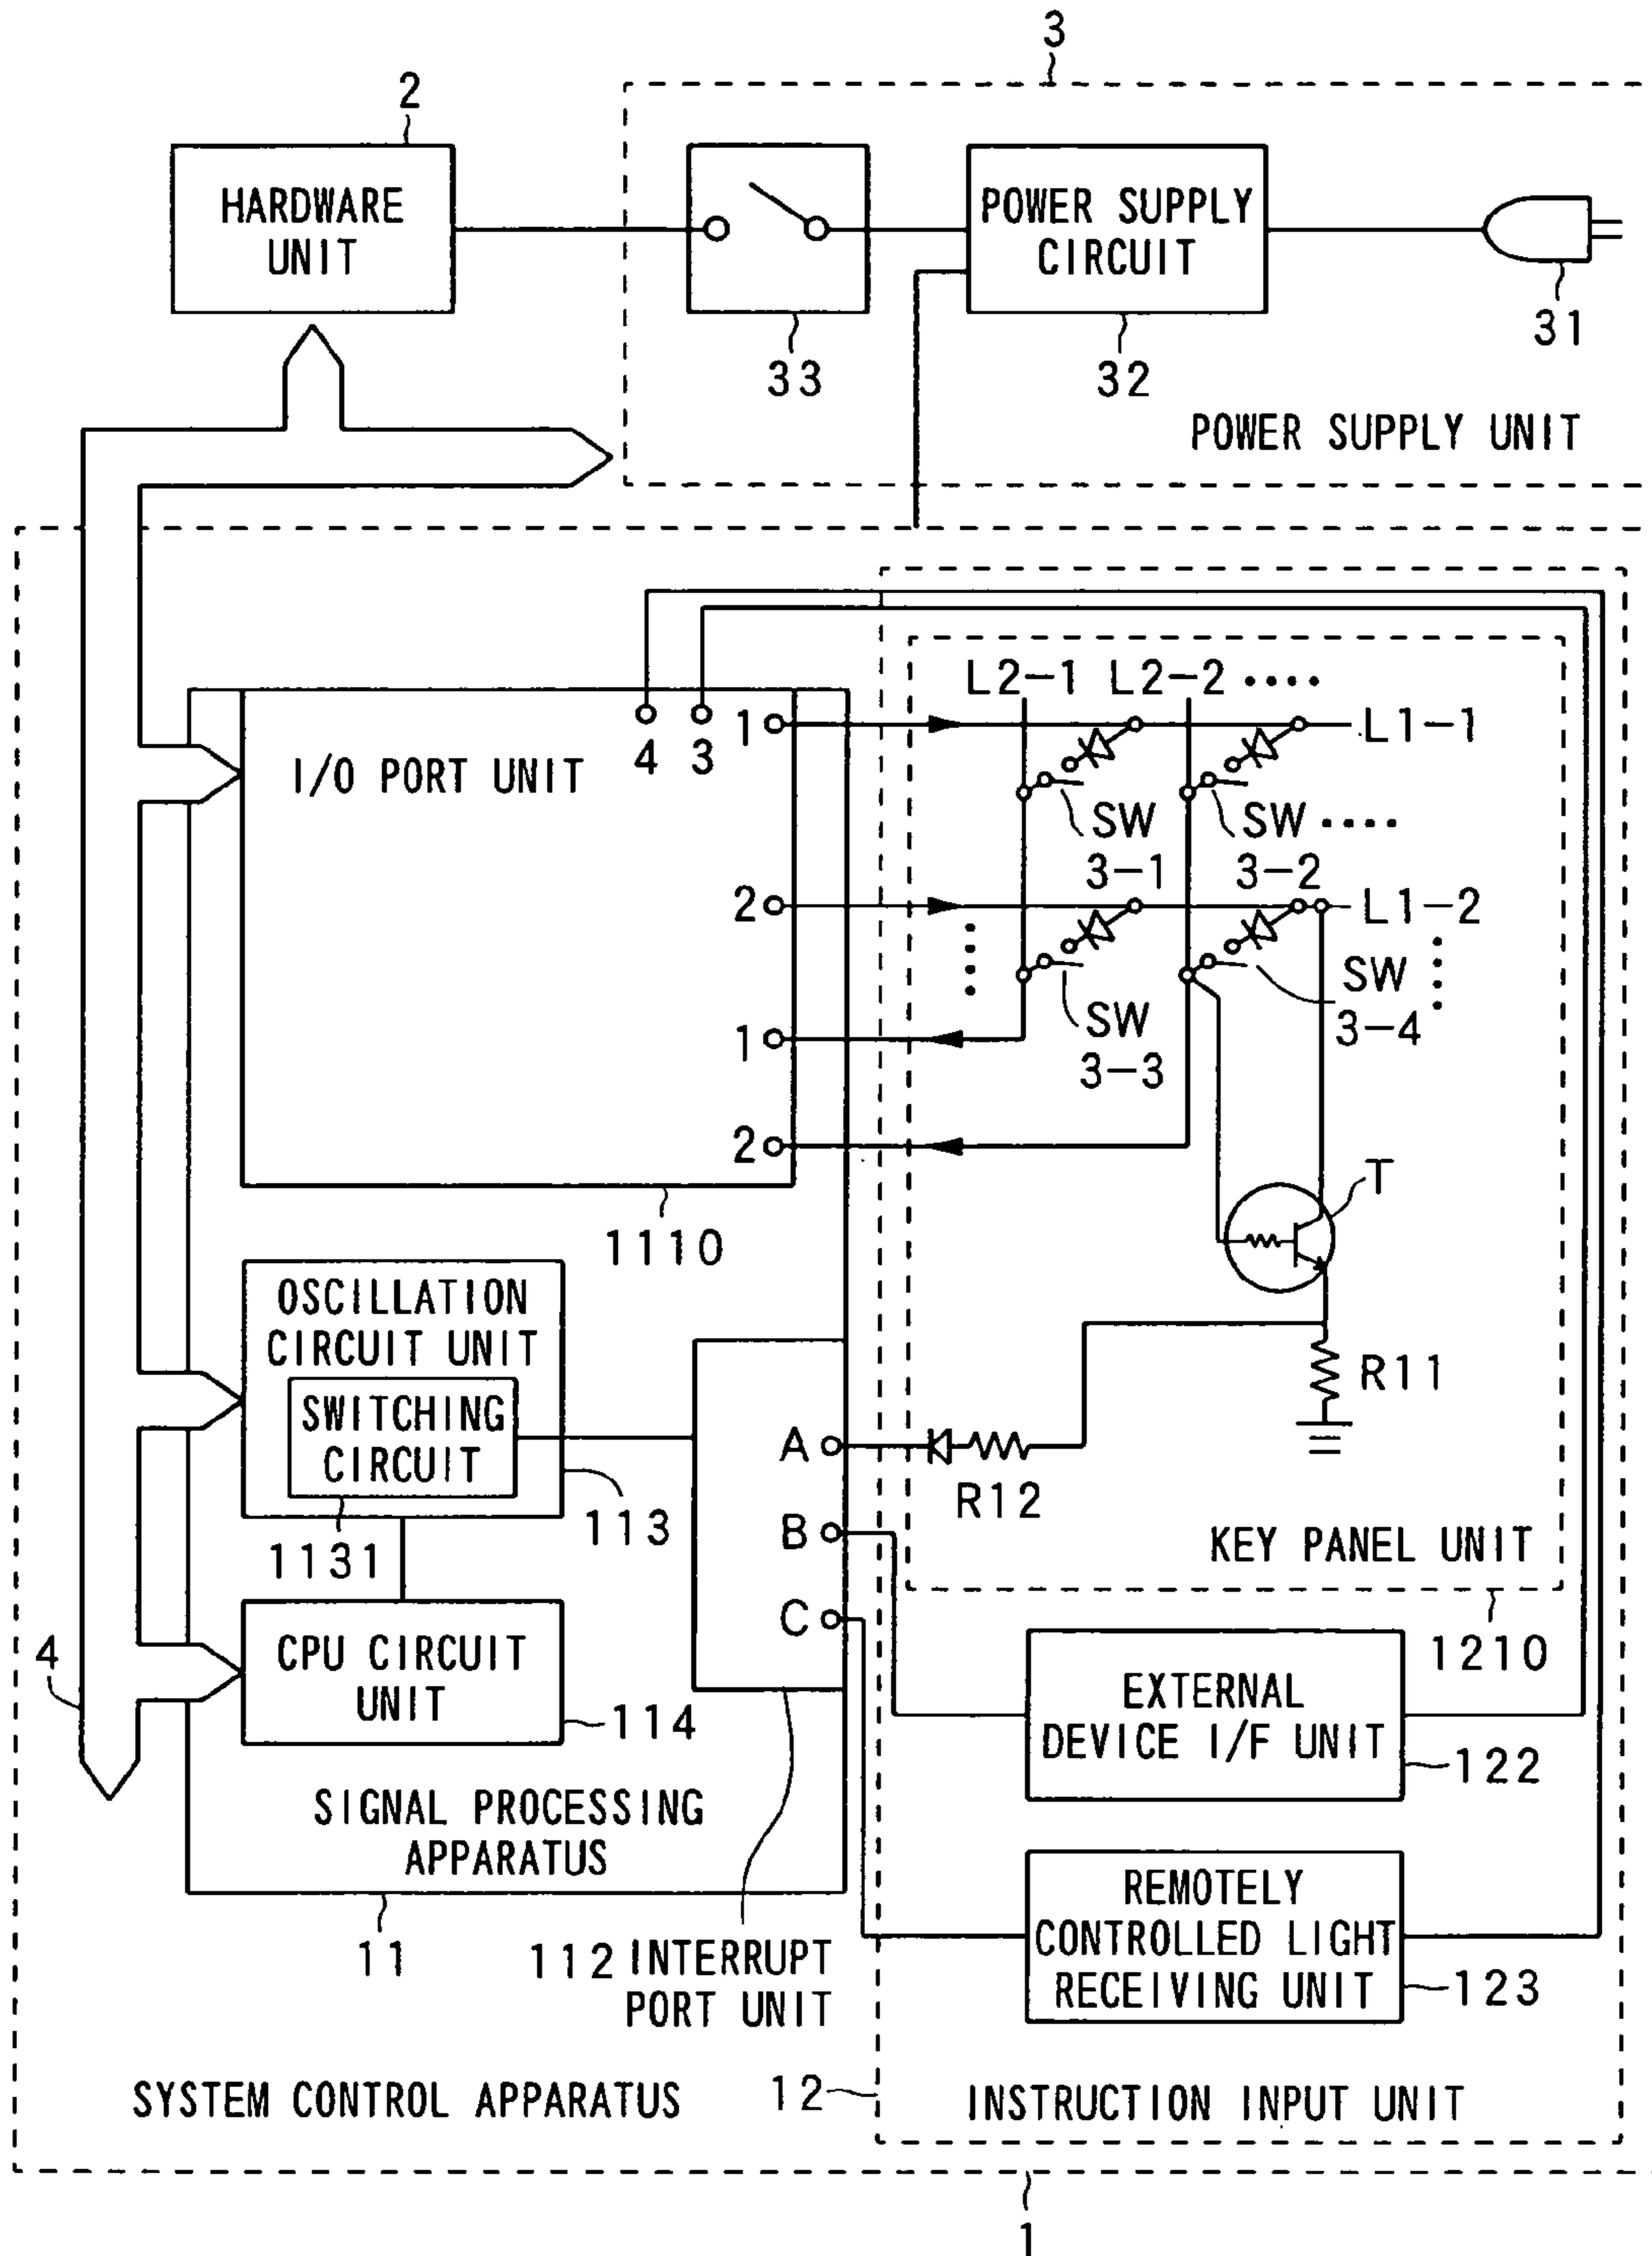 3
2
HARDWARE
UNIT
POWER SUPPLY
CIRCUIT
31
33
32
POWER SUPPLY UNIT
L2-1 L2-2 ••••
1
L1-1
4 3
I/O PORT UNIT
SW
SW ••••
3-1
3-2
2
L1-2
SW
3-4
1
SW
3-3
2
T
1110
OSCILLATION
CIRCUIT UNIT
R11
SWITCHING
CIRCUIT
A
R12
113
B
1131
KEY PANEL UNIT
C
4
CPU CIRCUIT
UNIT
1210
114
EXTERNAL
DEVICE I/F UNIT
122
SIGNAL PROCESSING
APPARATUS
REMOTELY
CONTROLLED LIGHT
RECEIVING UNIT
11
112 INTERRUPT
PORT UNIT
123
12
SYSTEM CONTROL APPARATUS
INSTRUCTION INPUT UNIT
1